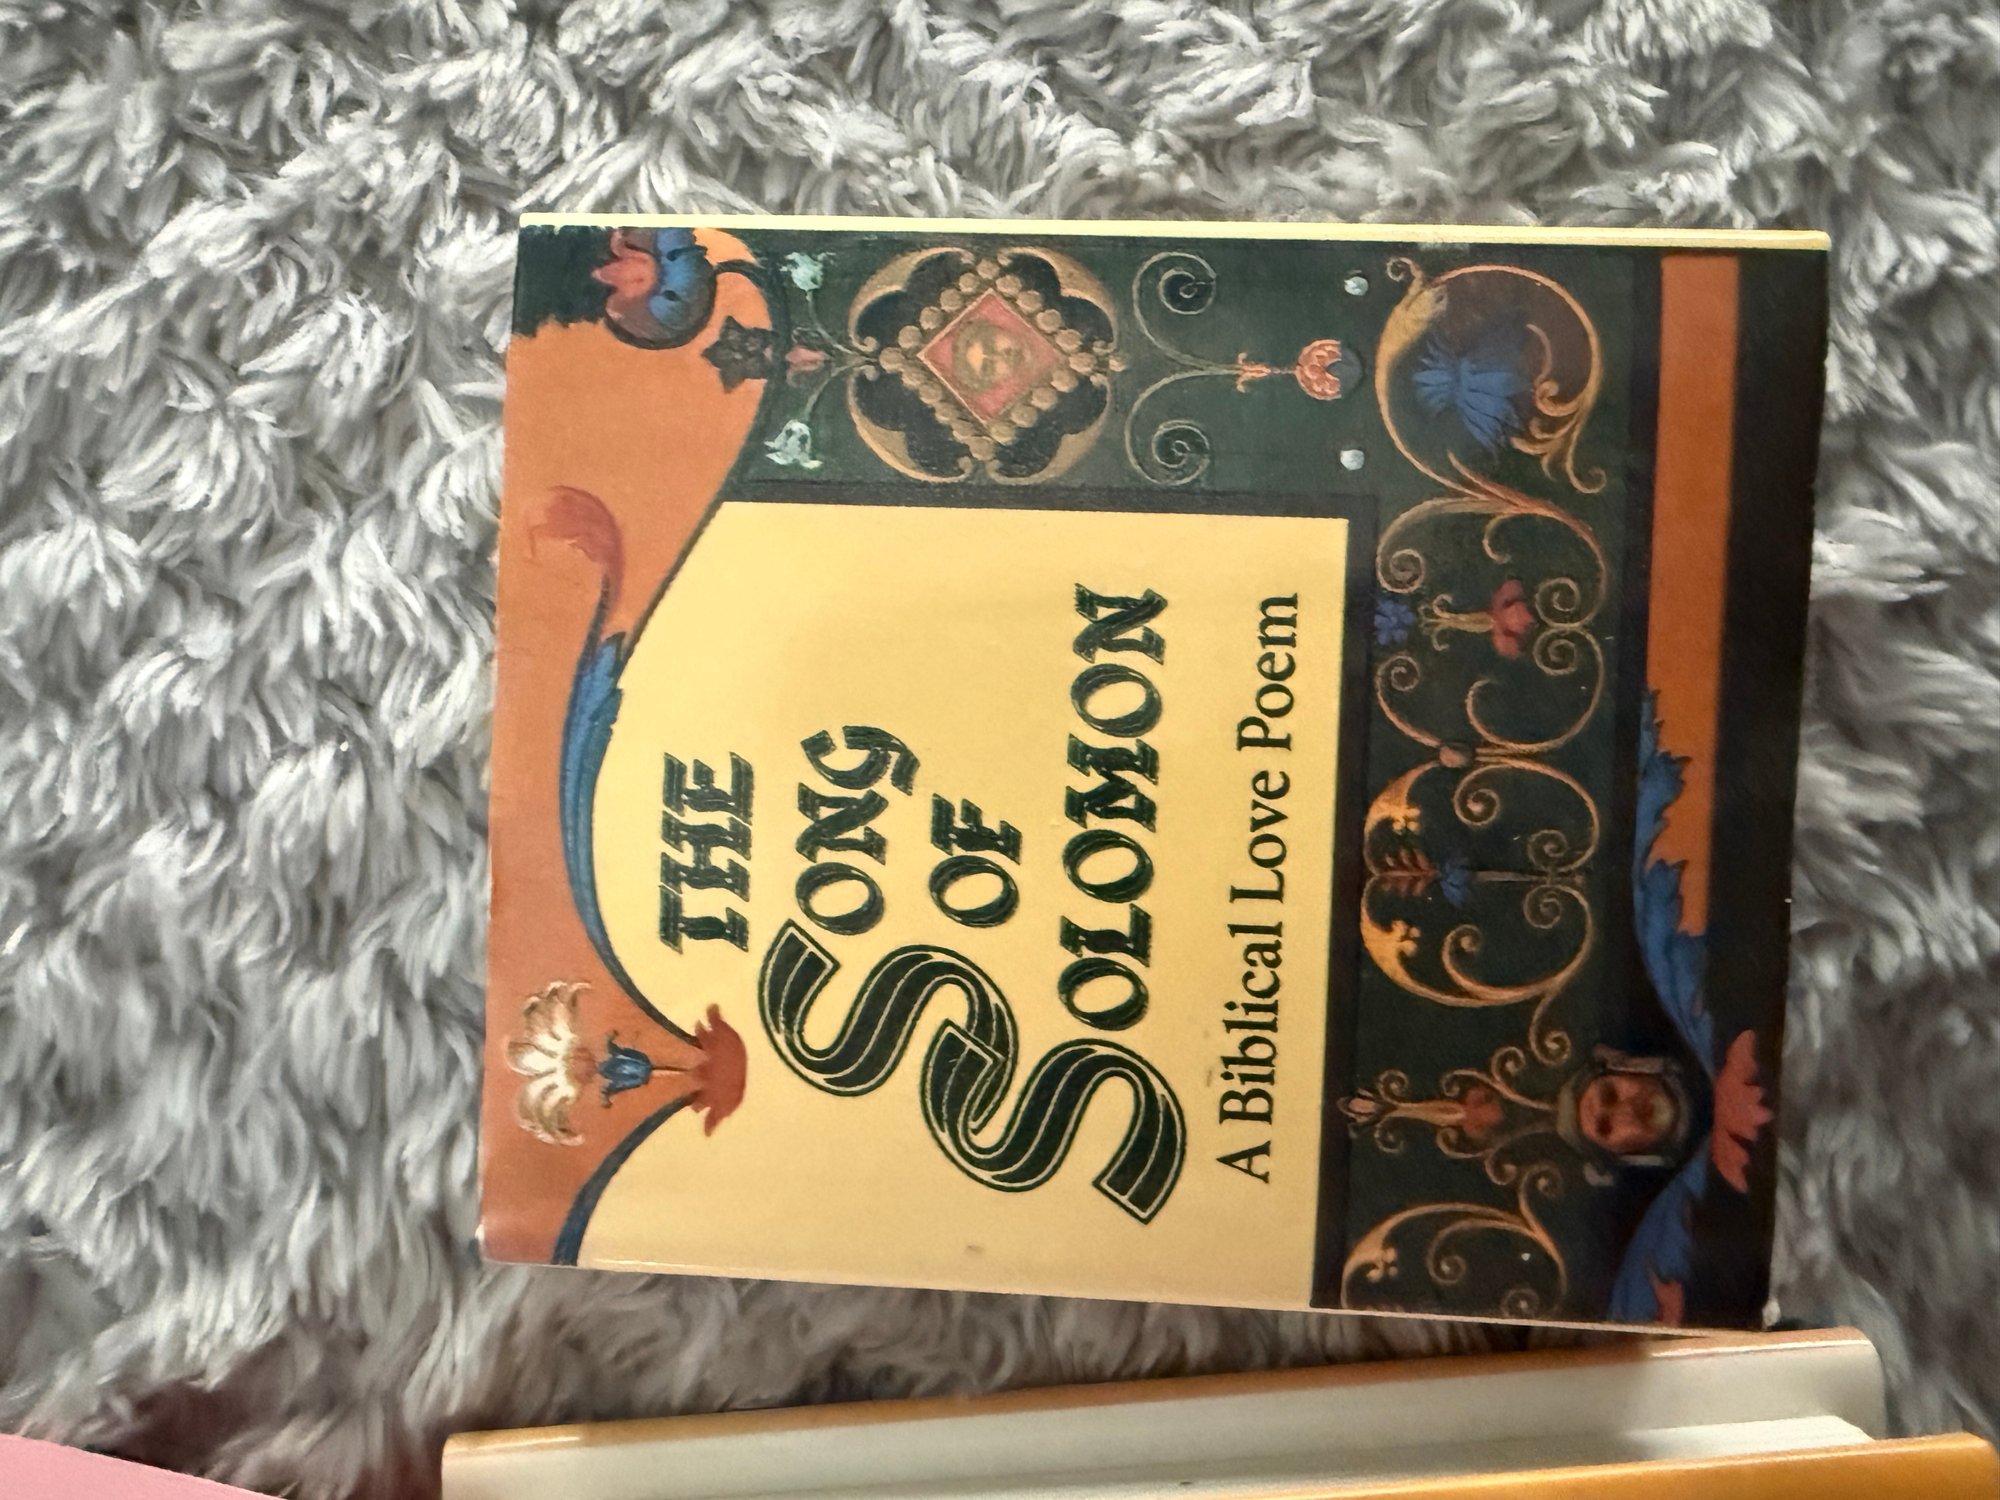 THE
SONG
OF
SOLOMON
A Biblical Love Poem